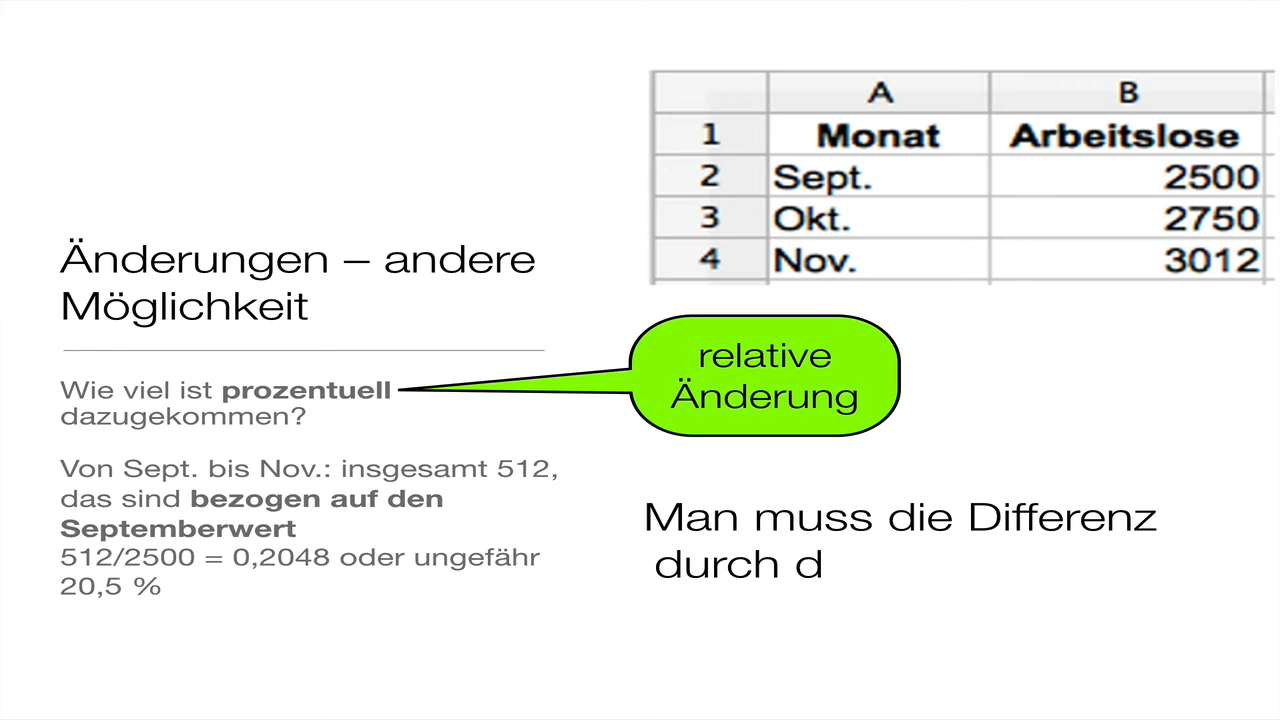 Änderungen – andere
Möglichkeit
Wie viel ist prozentuell
dazugekommen?
Von Sept. bis Nov.: insgesamt 512,
das sind bezogen auf den
Septemberwert
512/2500 = 0,2048 oder ungefähr
20,5 %
A B
1 Monat Arbeitslose
2 Sept. 2500
3 Okt. 2750
4 Nov. 3012
relative
Änderung
Man muss die Differenz
durch d